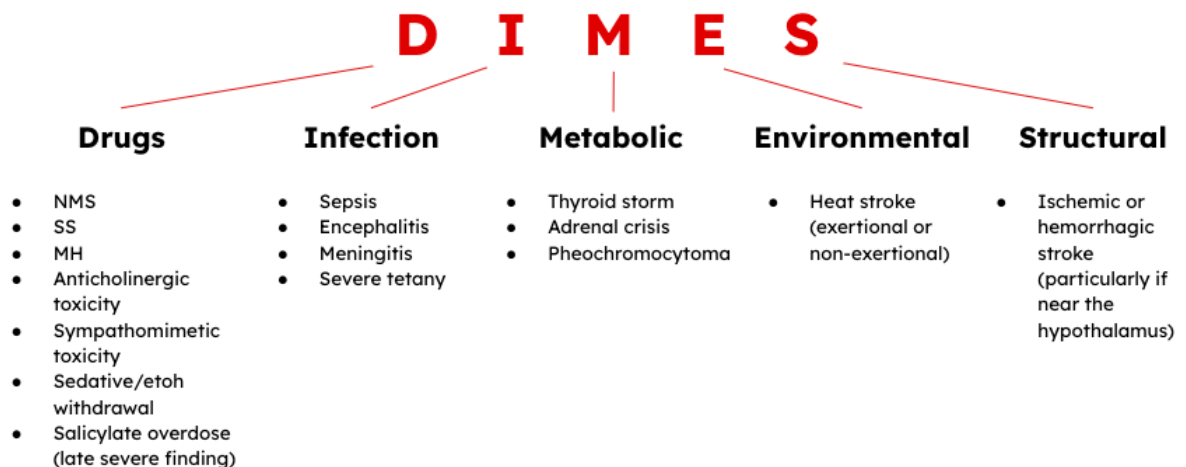 D I M E S
Drugs
● NMS
● SS
● MH
● Anticholinergic
toxicity
● Sympathomimetic
toxicity
● Sedative/etoh
withdrawal
● Salicylate overdose
(late severe finding)
Infection
● Sepsis
● Encephalitis
● Meningitis
● Severe tetany
Metabolic
● Thyroid storm
● Adrenal crisis
● Pheochromocytoma
Environmental
● Heat stroke
(exertional or
non-exertional)
Structural
● Ischemic or
hemorrhagic
stroke
(particularly if
near the
hypothalamus)